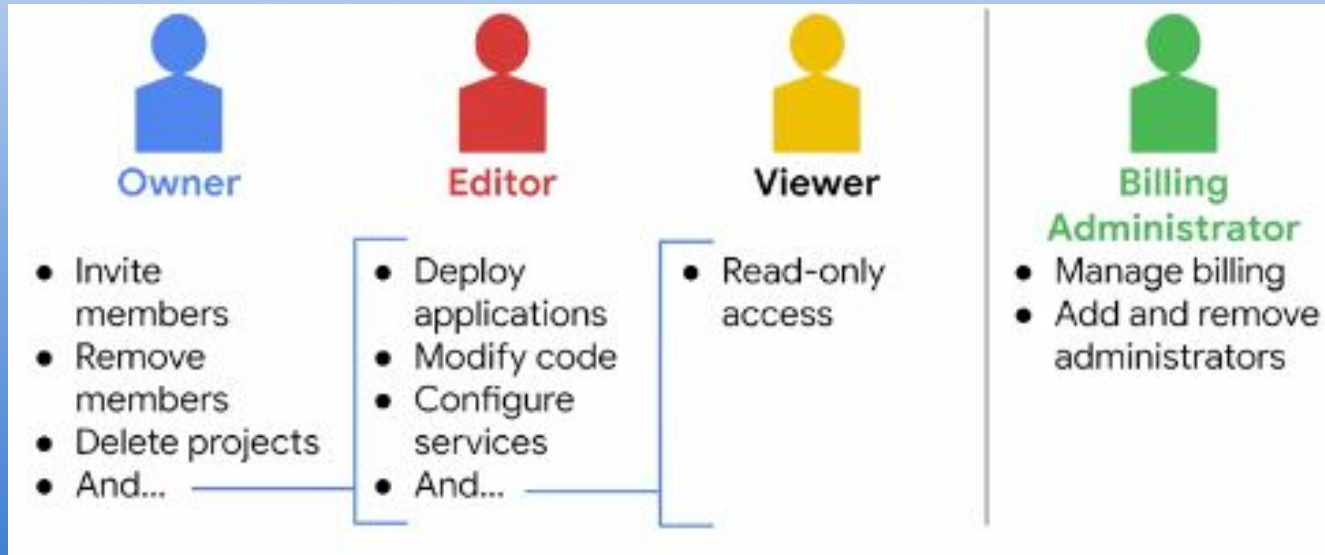 Owner
● Invite
members
● Remove
members
● Delete projects
● And...
Editor
● Deploy
applications
● Modify code
● Configure
services
● And...
Viewer
● Read-only
access
Billing
Administrator
● Manage billing
● Add and remove
administrators